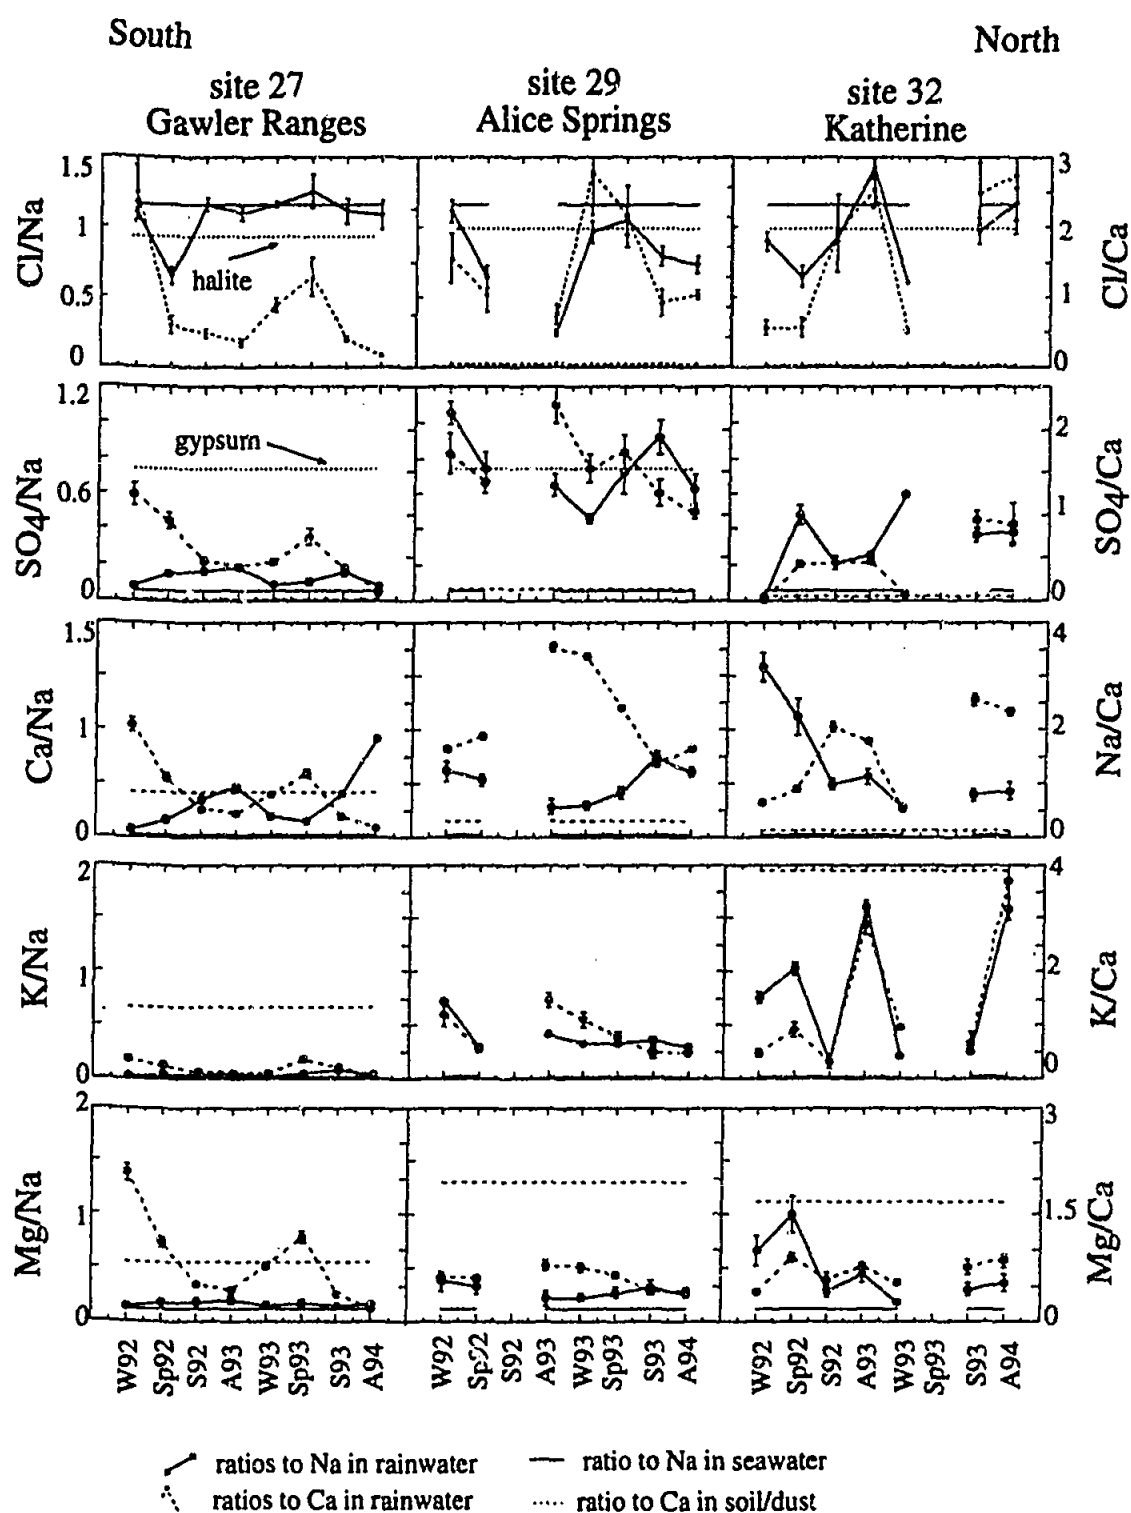 South North
site 27 site 29 site 32
Gawler Ranges Alice Springs Katherine
Cl/Na 1.5 1 0.5 0 halite 3 2 1 0 Cl/Ca
SO4/Na 1.2 0.6 0 gypsum 2 1 0 SO4/Ca
Ca/Na 1.5 1 0 4 2 0 Na/Ca
K/Na 2 1 0 4 2 0 K/Ca
Mg/Na 2 1 0 3 1.5 0 Mg/Ca
W92 Sp92 S92 A93 W93 Sp93 S93 A94 W92 Sp92 S92 A93 W93 Sp93 S93 A94 W92 Sp92 S92 A93 W93 Sp93 S93 A94
ratios to Na in rainwater ratio to Na in seawater
ratios to Ca in rainwater ratio to Ca in soil/dust